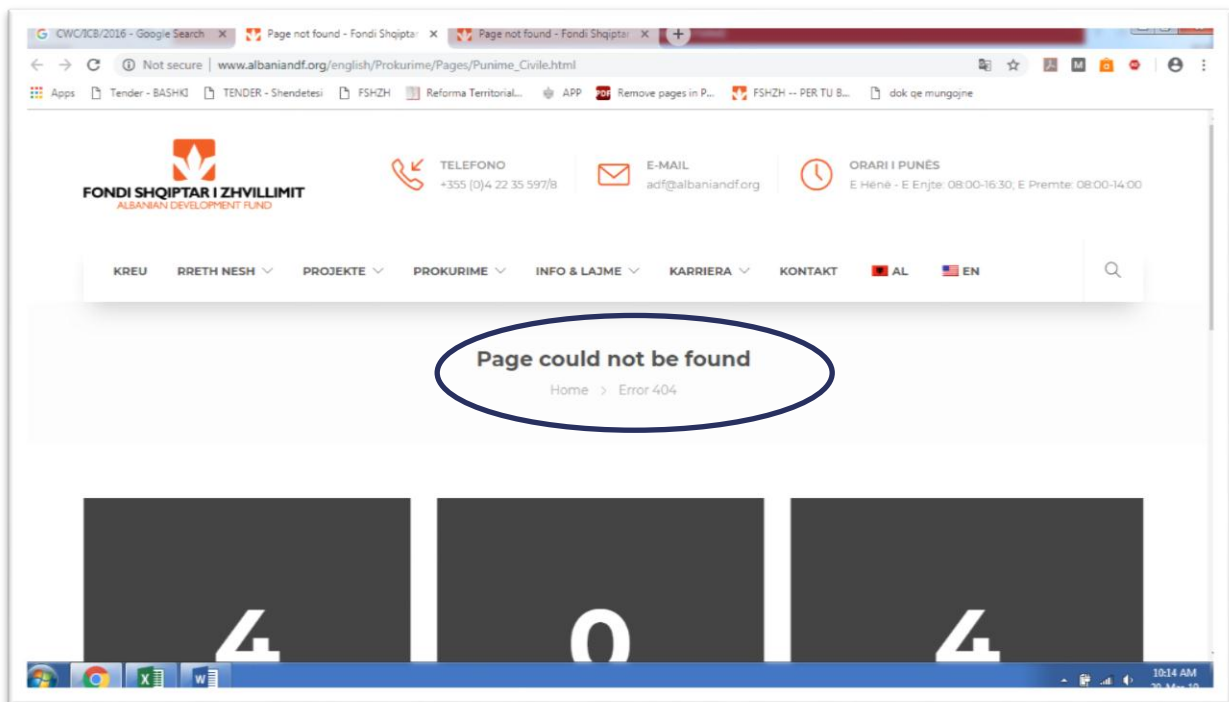 CWC/ICB/2016 - Google Search Page not found - Fondi Shqiptar Page not found - Fondi Shqiptar
Not secure | www.albaniandf.org/english/Prokurime/Pages/Punime_Civile.html
Apps Tender - BASHKI TENDER - Shendetesi FSHZH Reforma Territorial... APP PDF Remove pages in P... FSHZH -- PER TU B... dok qe mungojne
FONDI SHQIPTAR I ZHVILLIMIT
ALBANIAN DEVELOPMENT FUND
TELEFONO
+355 (0)4 22 35 597/8
E-MAIL
adf@albaniandf.org
ORARI I PUNËS
E Hënë - E Enjte: 08:00-16:30; E Premte: 08:00-14:00
KREU RRETH NESH PROJEKTE PROKURIME INFO & LAJME KARRIERA KONTAKT AL EN
Page could not be found
Home > Error 404
4 0 4
10:14 AM